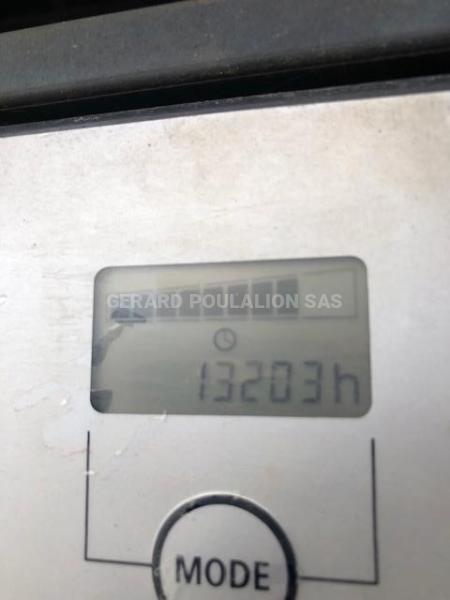 GERARD POULALION SAS
13203h
MODE